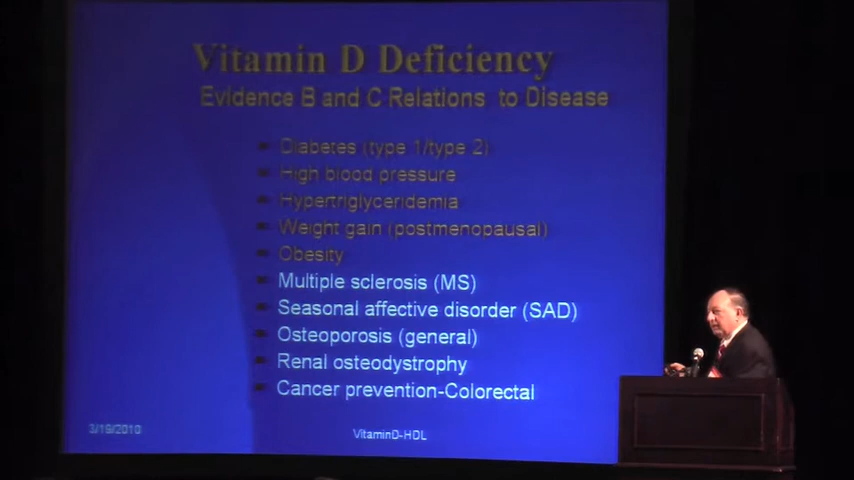 Vitamin D Deficiency
Evidence B and C Relations to Disease
Diabetes (type 1/type 2)
High blood pressure
Hypertriglyceridemia
Weight gain (postmenopausal)
Obesity
Multiple sclerosis (MS)
Seasonal affective disorder (SAD)
Osteoporosis (general)
Renal osteodystrophy
Cancer prevention-Colorectal
3/19/2010
VitaminD-HDL